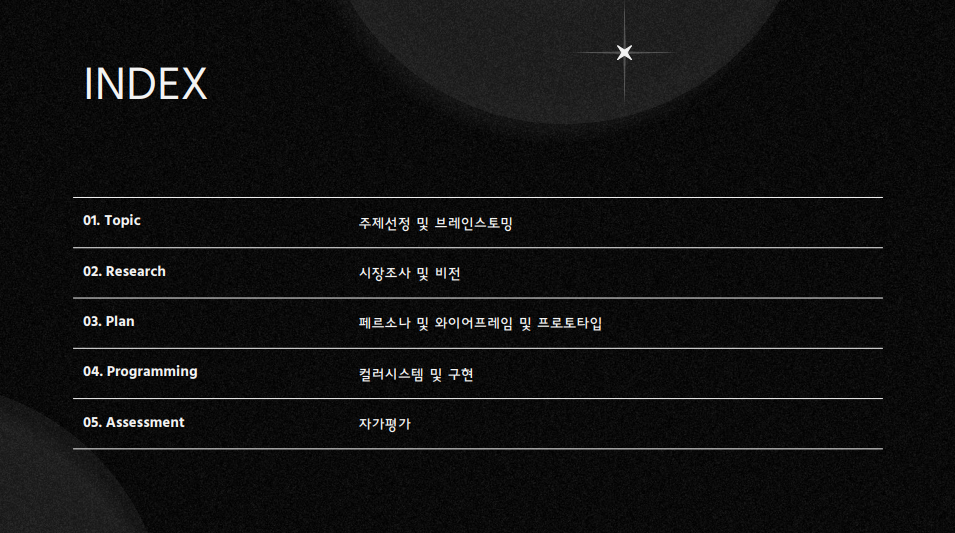 INDEX
01. Topic 주제선정 및 브레인스토밍
02. Research 시장조사 및 비전
03. Plan 페르소나 및 와이어프레임 및 프로토타입
04. Programming 컬러시스템 및 구현
05. Assessment 자가평가